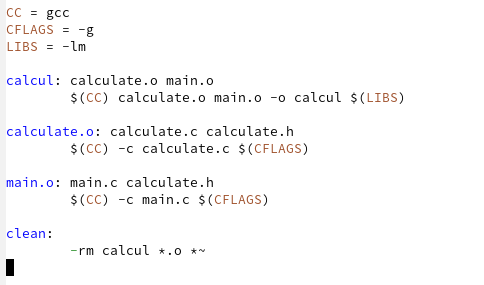 CC = gcc
CFLAGS = -g
LIBS = -lm
calcul: calculate.o main.o
$(CC) calculate.o main.o -o calcul $(LIBS)
calculate.o: calculate.c calculate.h
$(CC) -c calculate.c $(CFLAGS)
main.o: main.c calculate.h
$(CC) -c main.c $(CFLAGS)
clean:
-rm calcul *.o *~